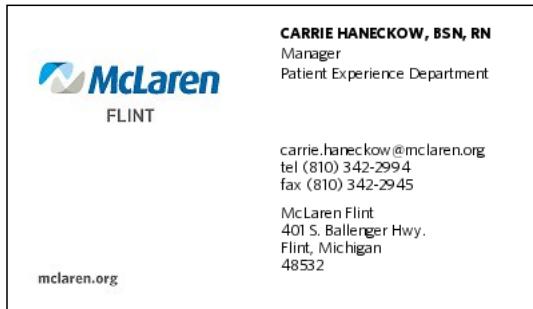 McLaren
FLINT
mclaren.org
CARRIE HANECKOW, BSN, RN
Manager
Patient Experience Department
carrie.haneckow@mclaren.org
tel (810) 342-2994
fax (810) 342-2945
McLaren Flint
401 S. Ballenger Hwy.
Flint, Michigan
48532